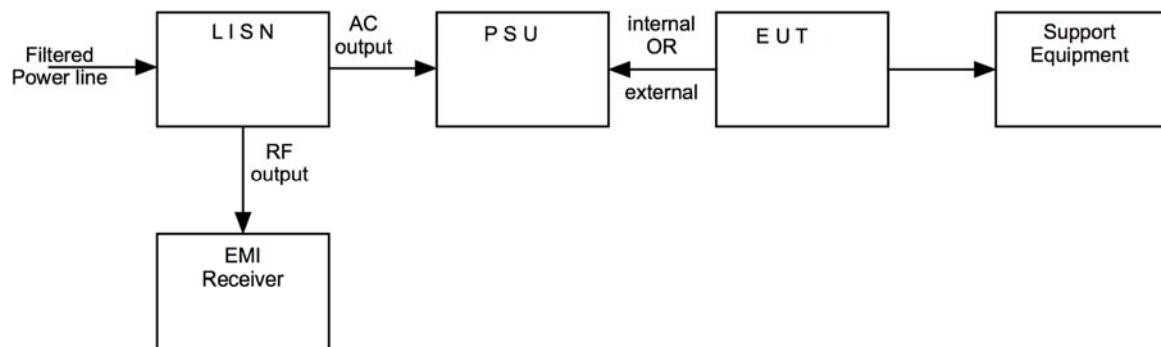 Filtered
Power line
L I S N
AC
output
P S U
internal
OR
external
E U T
Support
Equipment
RF
output
EMI
Receiver